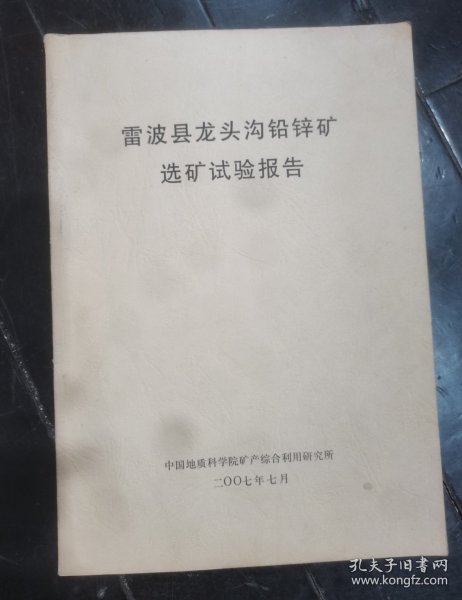 雷波县龙头沟铅锌矿
选矿试验报告
中国地质科学院矿产综合利用研究所
二〇〇七年七月
孔夫子旧书网
www.kongfz.com